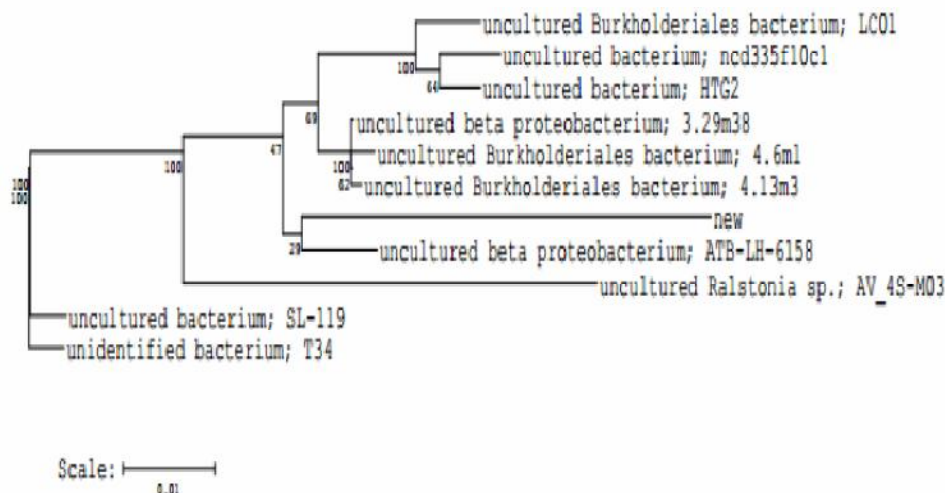 uncultured Burkholderiales bacterium; LCO1
uncultured bacterium; ncd335f10c1
100
64
uncultured bacterium; HTG2
69
uncultured beta proteobacterium; 3.29m38
47
100
uncultured Burkholderiales bacterium; 4.6m1
100
62
uncultured Burkholderiales bacterium; 4.13m3
100
100
new
29
uncultured beta proteobacterium; ATB-LH-6158
uncultured Ralstonia sp.; AV_4S-M03
uncultured bacterium; SL-119
unidentified bacterium; T34
Scale:
0.01